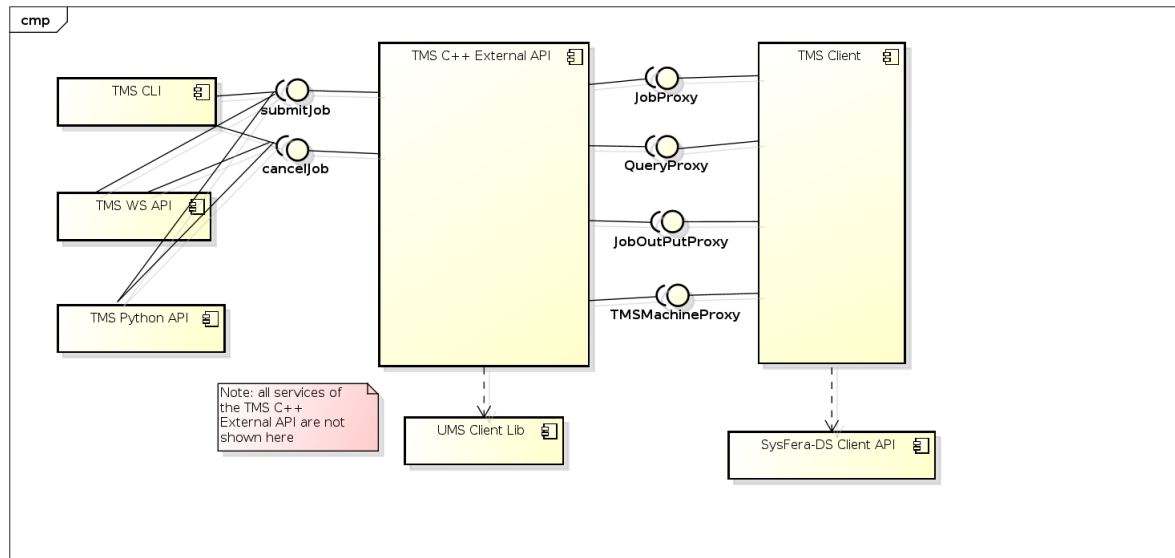 cmp
TMS C++ External API
TMS Client
TMS CLI
submitJob
JobProxy
cancelJob
QueryProxy
TMS WS API
JobOutPutProxy
TMS Python API
TMSMachineProxy
Note: all services of
the TMS C++
External API are not
shown here
UMS Client Lib
SysFera-DS Client API